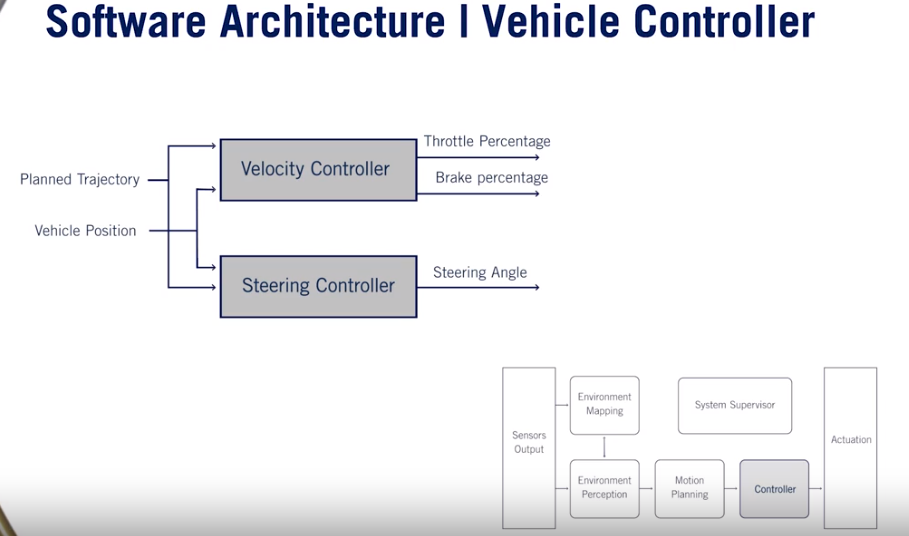 Software Architecture | Vehicle Controller
Planned Trajectory
Vehicle Position
Velocity Controller
Steering Controller
Throttle Percentage
Brake percentage
Steering Angle
Sensors
Output
Environment
Mapping
Environment
Perception
System Supervisor
Motion
Planning
Controller
Actuation